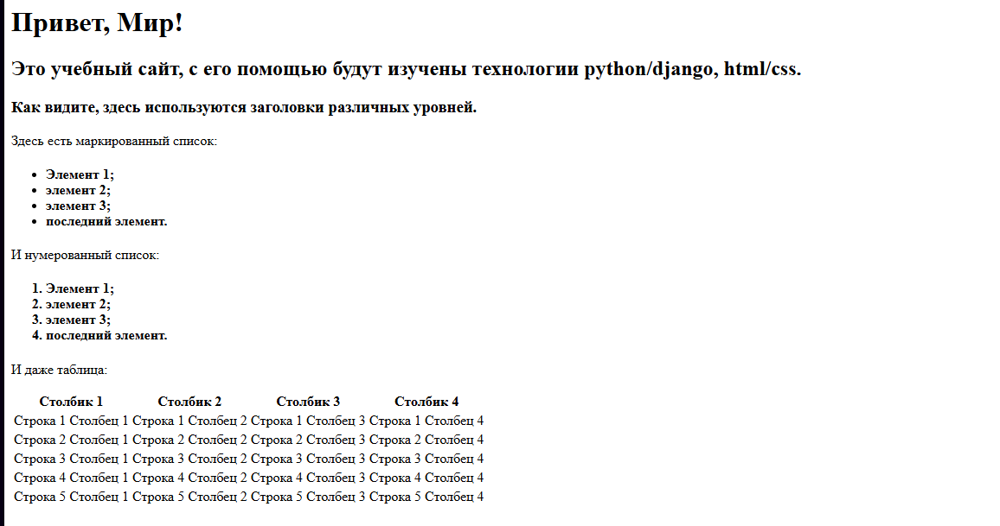 Привет, Мир!
Это учебный сайт, с его помощью будут изучены технологии python/django, html/css.
Как видите, здесь используются заголовки различных уровней.
Здесь есть маркированный список:
• Элемент 1;
• элемент 2;
• элемент 3;
• последний элемент.
И нумерованный список:
1. Элемент 1;
2. элемент 2;
3. элемент 3;
4. последний элемент.
И даже таблица:
Столбик 1 Столбик 2 Столбик 3 Столбик 4
Строка 1 Столбец 1 Строка 1 Столбец 2 Строка 1 Столбец 3 Строка 1 Столбец 4
Строка 2 Столбец 1 Строка 2 Столбец 2 Строка 2 Столбец 3 Строка 2 Столбец 4
Строка 3 Столбец 1 Строка 3 Столбец 2 Строка 3 Столбец 3 Строка 3 Столбец 4
Строка 4 Столбец 1 Строка 4 Столбец 2 Строка 4 Столбец 3 Строка 4 Столбец 4
Строка 5 Столбец 1 Строка 5 Столбец 2 Строка 5 Столбец 3 Строка 5 Столбец 4